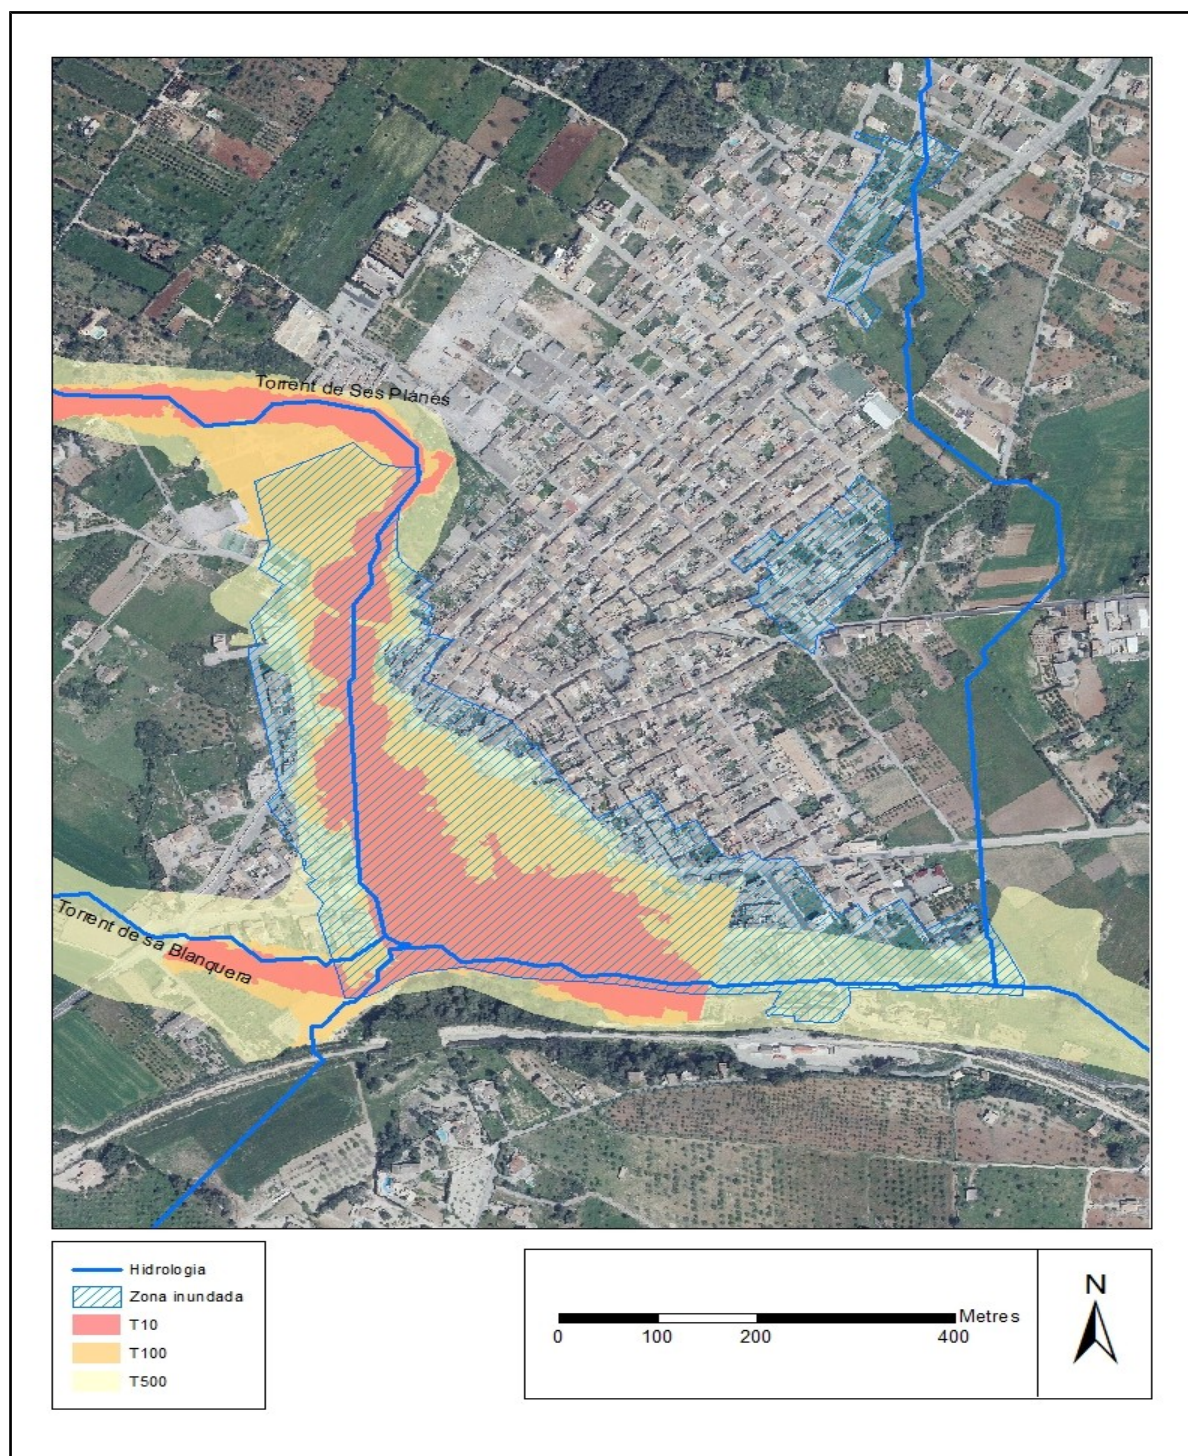 Torrent de Ses Planes
Torrent de sa Blanquera
Hidrologia
Zona inundada
T10
T100
T500
Metres
0 100 200 400
N